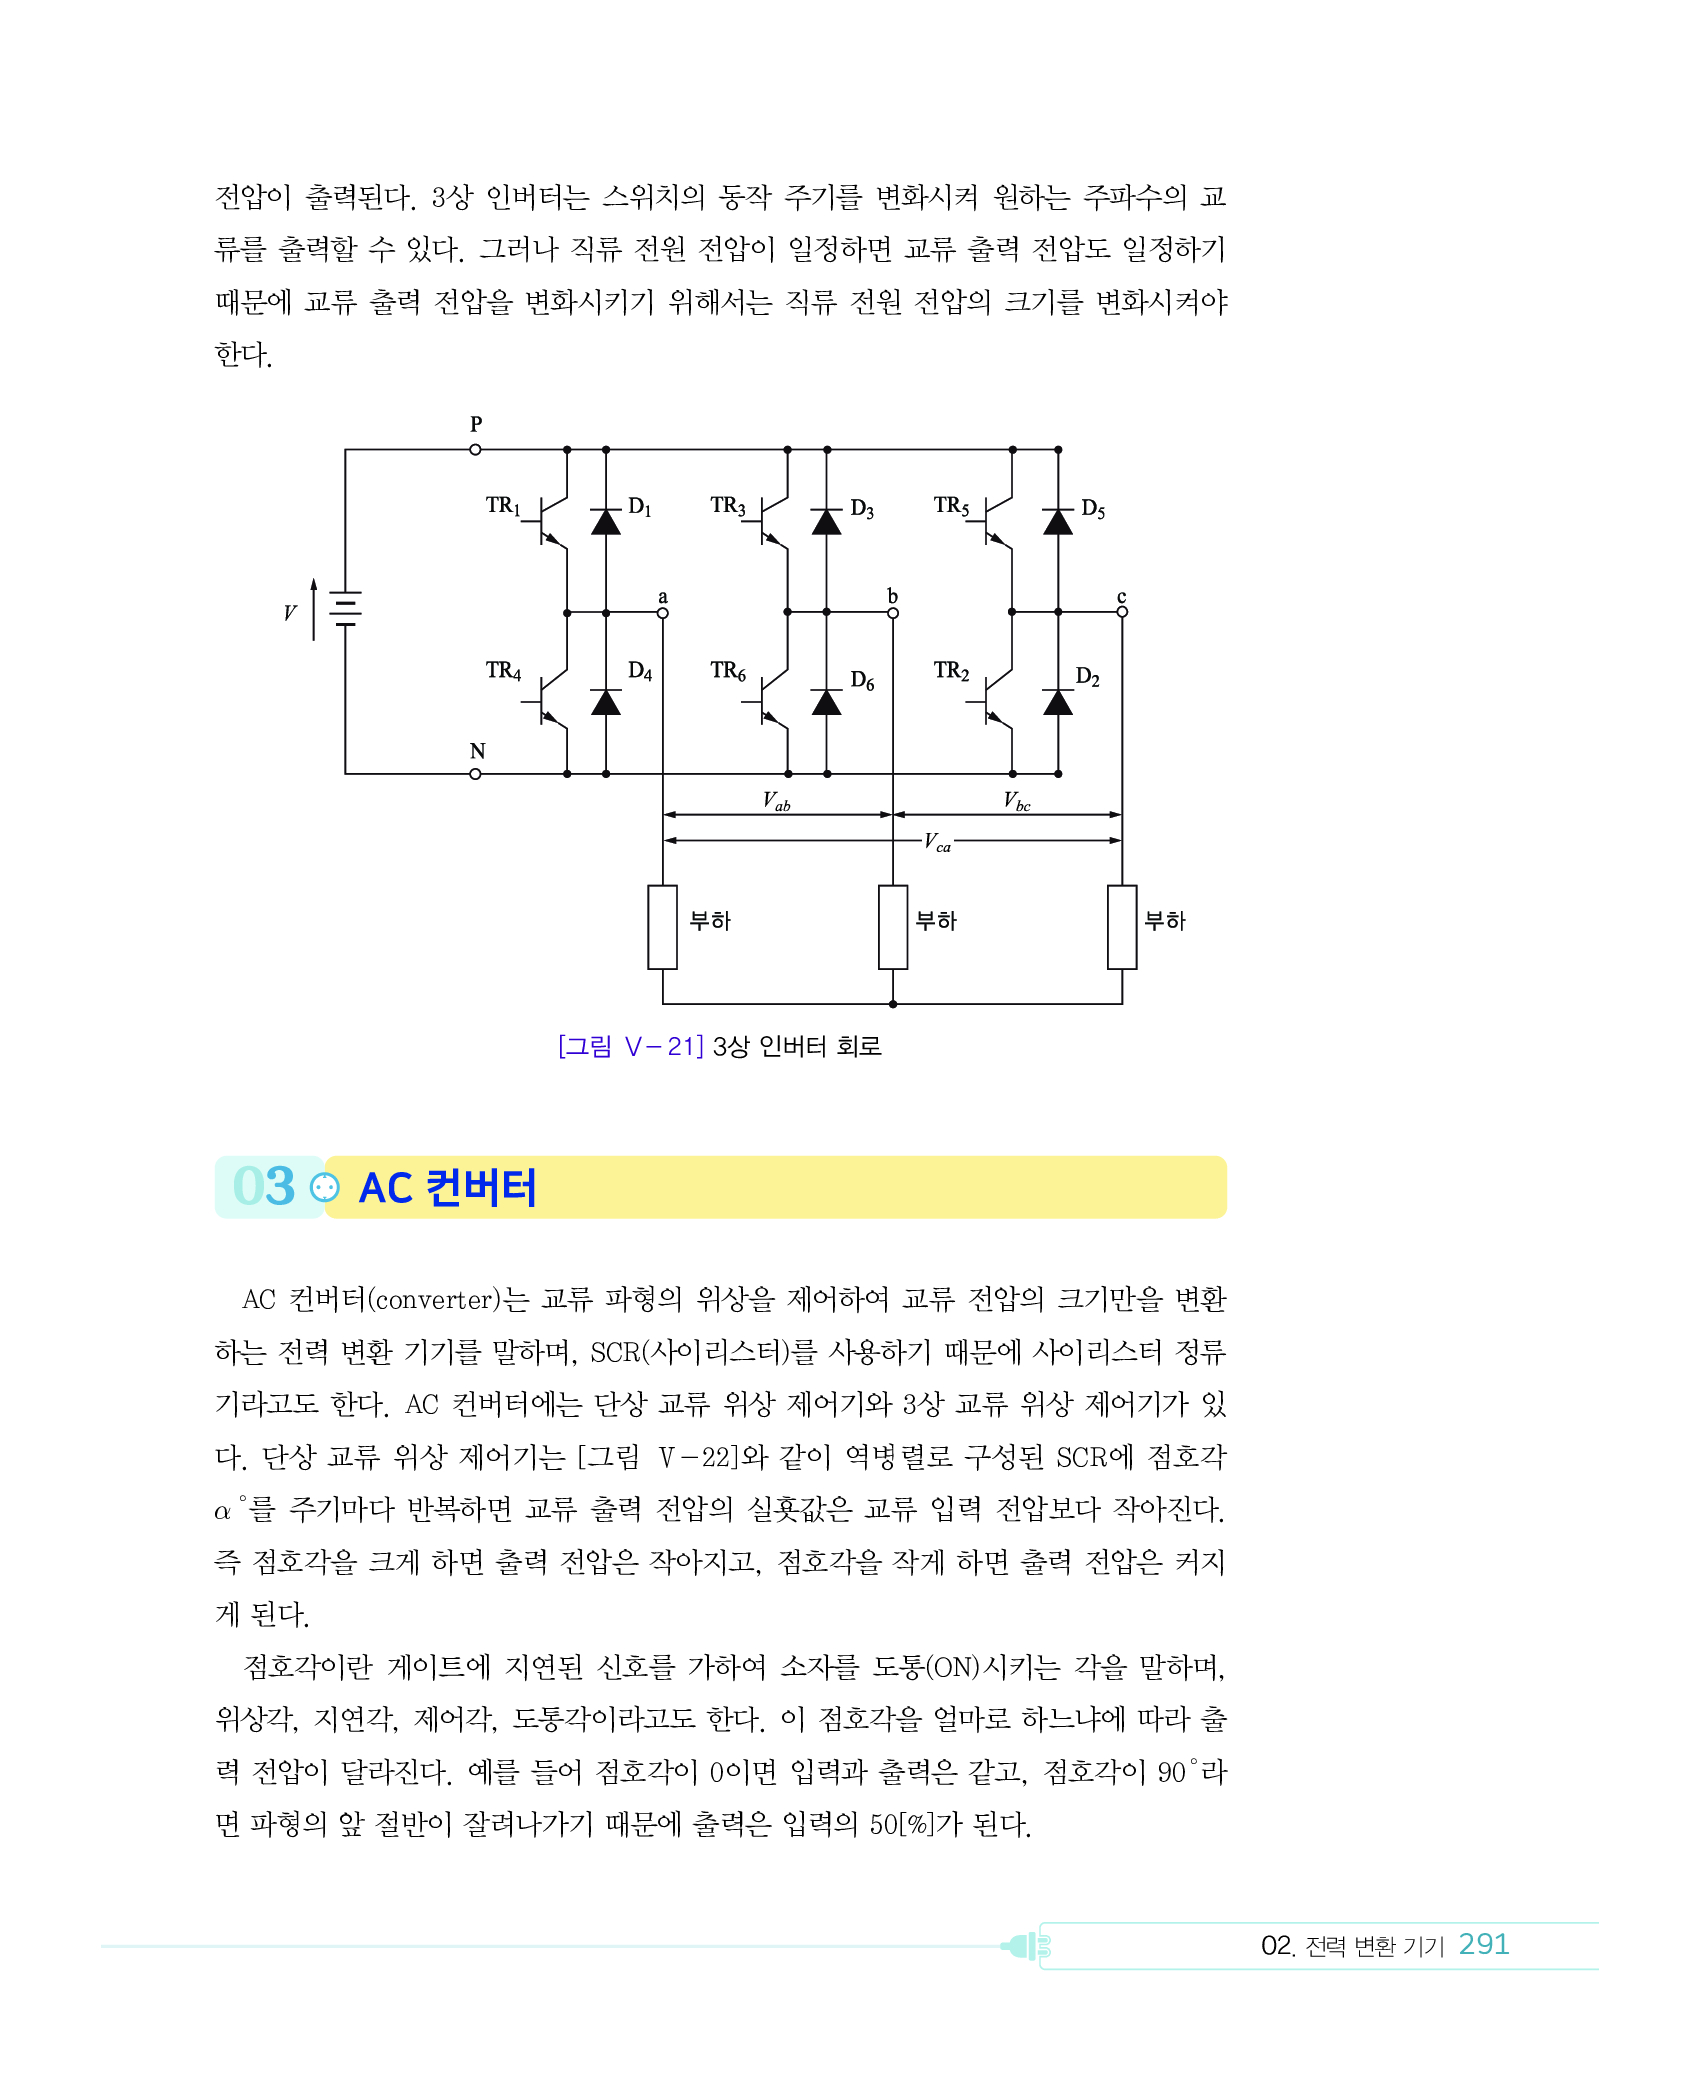 전압이 출력된다. 3상 인버터는 스위치의 동작 주기를 변화시켜 원하는 주파수의 교
류를 출력할 수 있다. 그러나 직류 전원 전압이 일정하면 교류 출력 전압도 일정하기
때문에 교류 출력 전압을 변화시키기 위해서는 직류 전원 전압의 크기를 변화시켜야
한다.
P
TR1 D1 TR3 D3 TR5 D5
V
a b c
TR4 D4 TR6 D6 TR2 D2
N
Vab Vbc
Vca
부하 부하 부하
[그림 Ⅴ-21] 3상 인버터 회로
03 AC 컨버터
AC 컨버터(converter)는 교류 파형의 위상을 제어하여 교류 전압의 크기만을 변환
하는 전력 변환 기기를 말하며, SCR(사이리스터)를 사용하기 때문에 사이리스터 정류
기라고도 한다. AC 컨버터에는 단상 교류 위상 제어기와 3상 교류 위상 제어기가 있
다. 단상 교류 위상 제어기는 [그림 Ⅴ-22]와 같이 역병렬로 구성된 SCR에 점호각
α°를 주기마다 반복하면 교류 출력 전압의 실횻값은 교류 입력 전압보다 작아진다.
즉 점호각을 크게 하면 출력 전압은 작아지고, 점호각을 작게 하면 출력 전압은 커지
게 된다.
점호각이란 게이트에 지연된 신호를 가하여 소자를 도통(ON)시키는 각을 말하며,
위상각, 지연각, 제어각, 도통각이라고도 한다. 이 점호각을 얼마로 하느냐에 따라 출
력 전압이 달라진다. 예를 들어 점호각이 0이면 입력과 출력은 같고, 점호각이 90°라
면 파형의 앞 절반이 잘려나가기 때문에 출력은 입력의 50[%]가 된다.
02. 전력 변환 기기 291